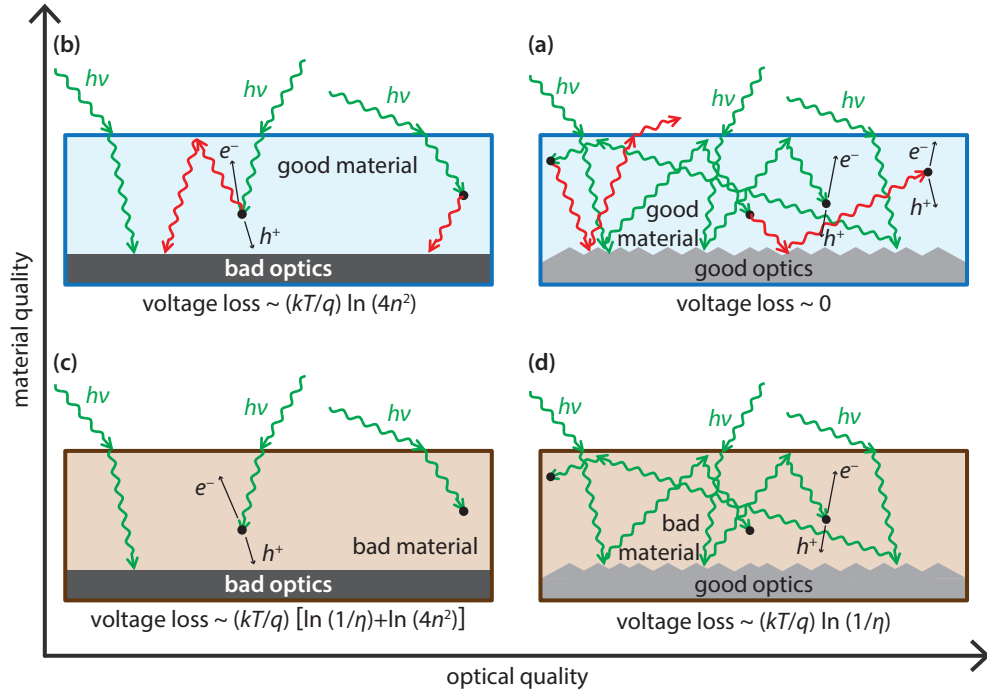 material quality
(b)
hν
hν
hν
e⁻
good material
h⁺
bad optics
voltage loss ~ (kT/q) ln (4n²)
(a)
hν
hν
hν
e⁻
e⁻
h⁺
h⁺
good
material
good optics
voltage loss ~ 0
(c)
hν
hν
hν
e⁻
h⁺
bad material
bad optics
voltage loss ~ (kT/q) [ln (1/η)+ln (4n²)]
(d)
hν
hν
hν
e⁻
h⁺
bad
material
good optics
voltage loss ~ (kT/q) ln (1/η)
optical quality